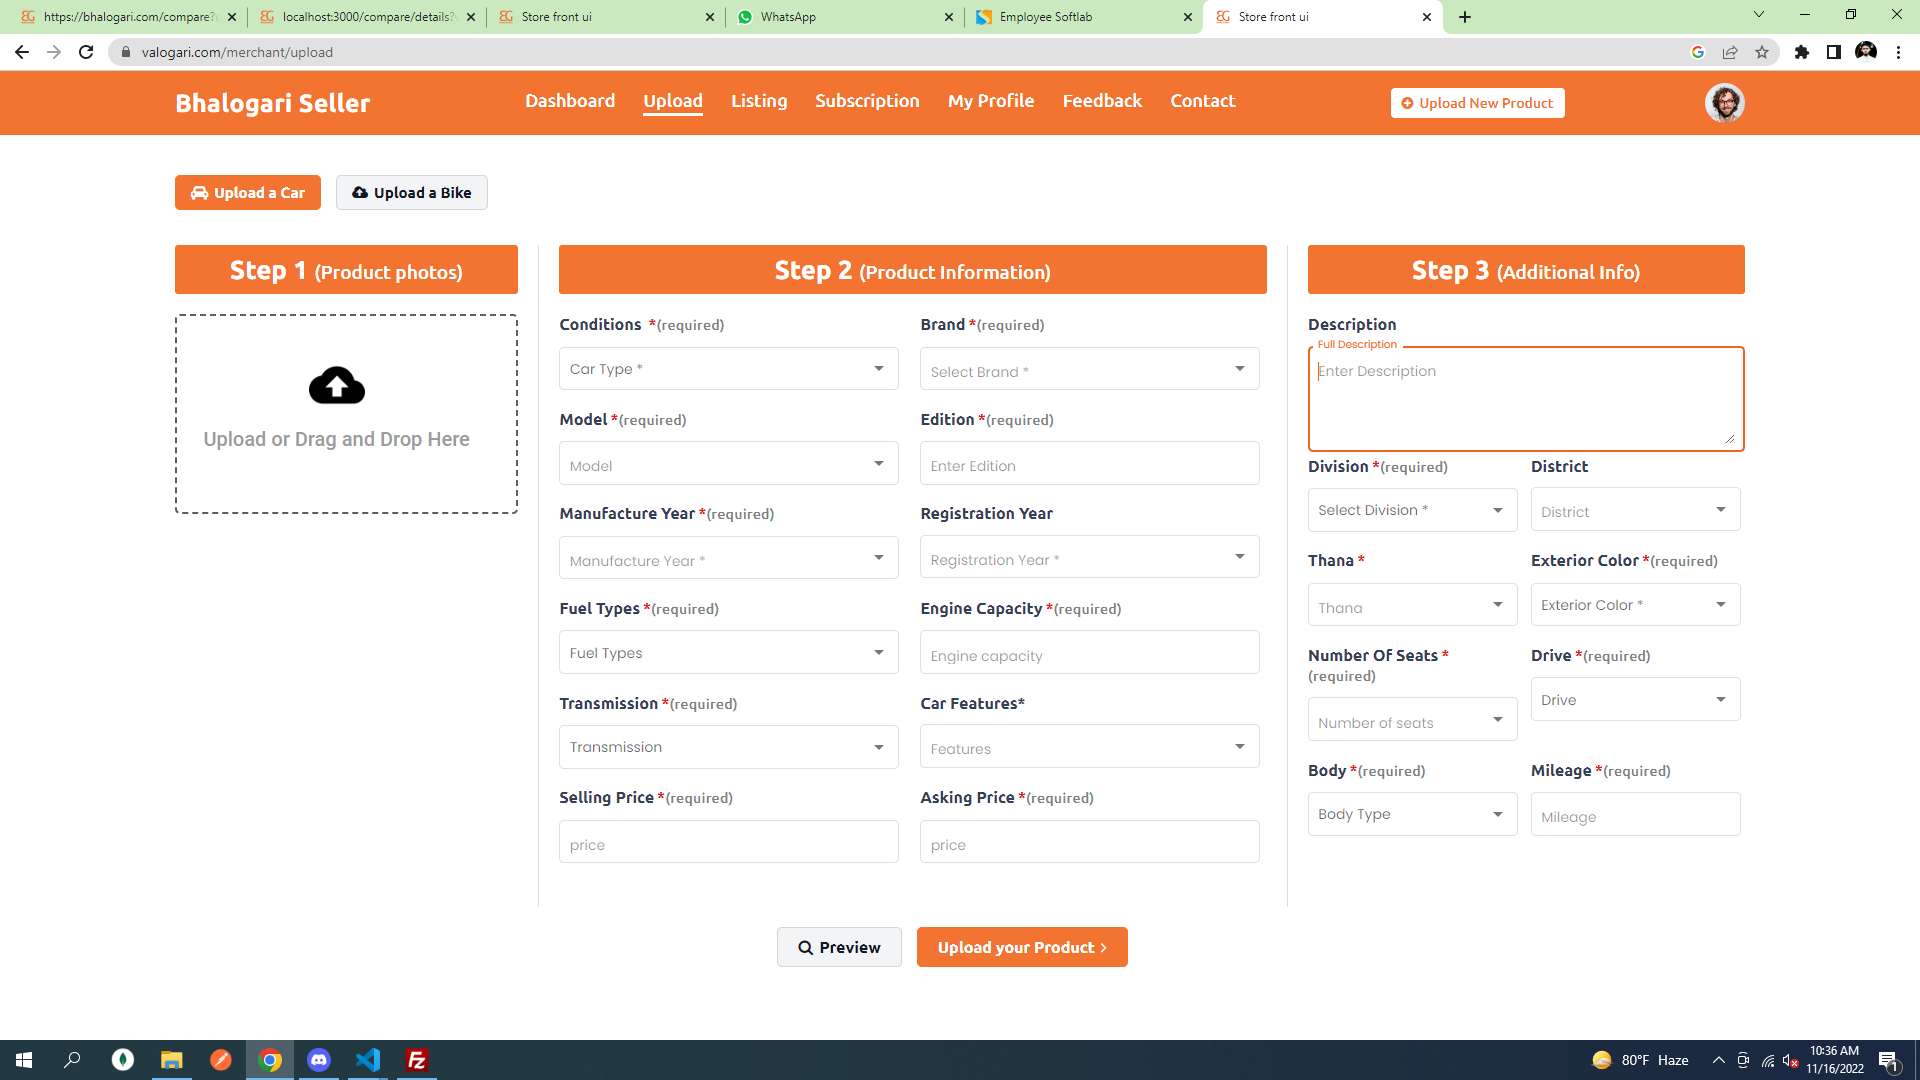 https://bhalogari.com/compare?c
localhost:3000/compare/details?
Store front ui
WhatsApp
Employee Softlab
Store front ui
valogari.com/merchant/upload
Bhalogari Seller
Dashboard
Upload
Listing
Subscription
My Profile
Feedback
Contact
Upload New Product
Upload a Car
Upload a Bike
Step 1 (Product photos)
Step 2 (Product Information)
Step 3 (Additional Info)
Upload or Drag and Drop Here
Conditions *(required)
Brand *(required)
Car Type *
Select Brand *
Model *(required)
Edition *(required)
Model
Enter Edition
Manufacture Year *(required)
Registration Year
Manufacture Year *
Registration Year *
Fuel Types *(required)
Engine Capacity *(required)
Fuel Types
Engine capacity
Transmission *(required)
Car Features*
Transmission
Features
Selling Price *(required)
Asking Price *(required)
price
price
Description
Full Description
Enter Description
Division *(required)
District
Select Division *
District
Thana *
Exterior Color *(required)
Thana
Exterior Color *
Number Of Seats *
(required)
Drive *(required)
Number of seats
Drive
Body *(required)
Mileage *(required)
Body Type
Mileage
Preview
Upload your Product >
80°F Haze
10:36 AM
11/16/2022
1